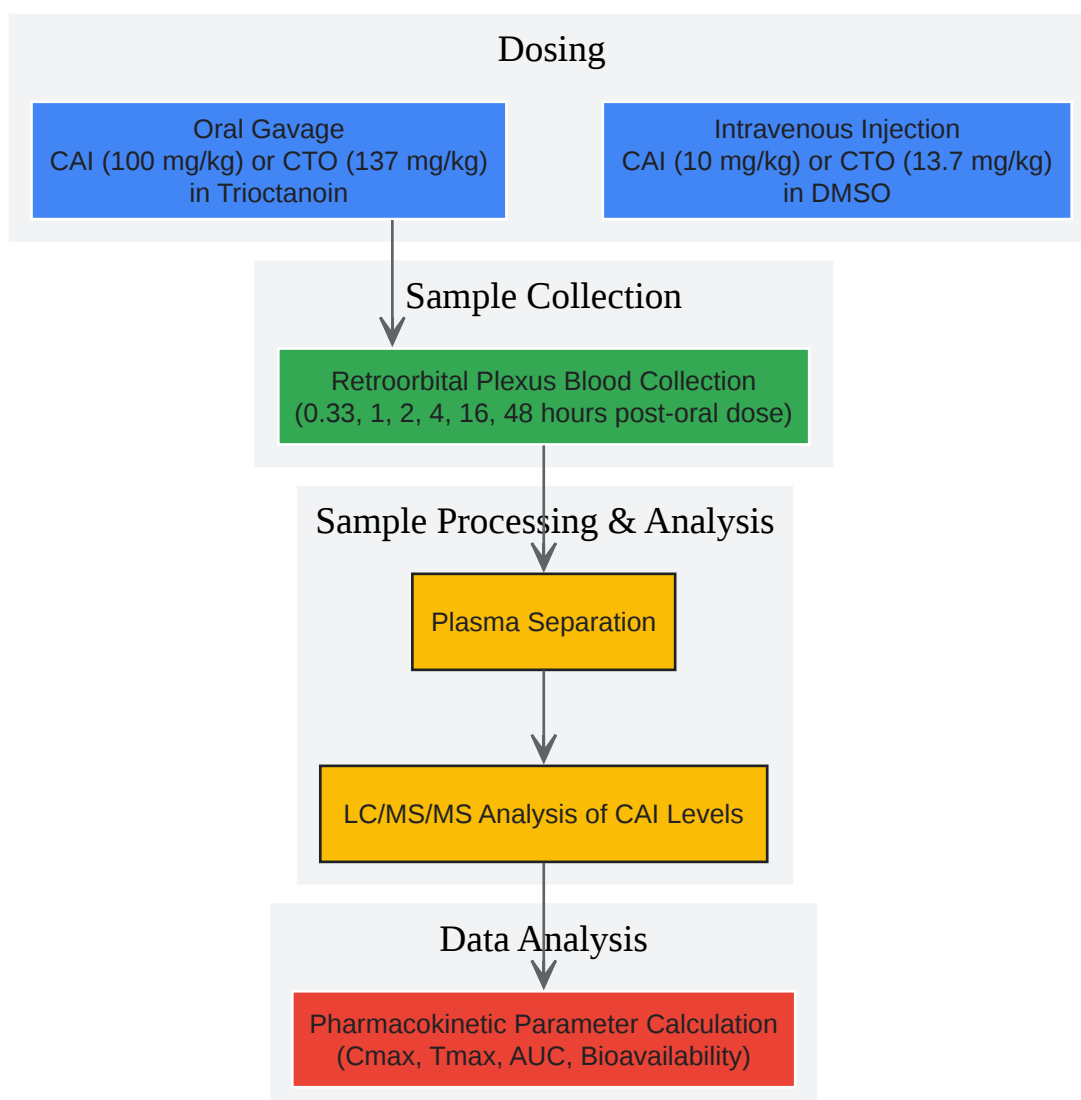 Dosing
Oral Gavage
CAI (100 mg/kg) or CTO (137 mg/kg)
in Trioctanoin
Intravenous Injection
CAI (10 mg/kg) or CTO (13.7 mg/kg)
in DMSO
Sample Collection
Retroorbital Plexus Blood Collection
(0.33, 1, 2, 4, 16, 48 hours post-oral dose)
Sample Processing & Analysis
Plasma Separation
LC/MS/MS Analysis of CAI Levels
Data Analysis
Pharmacokinetic Parameter Calculation
(Cmax, Tmax, AUC, Bioavailability)